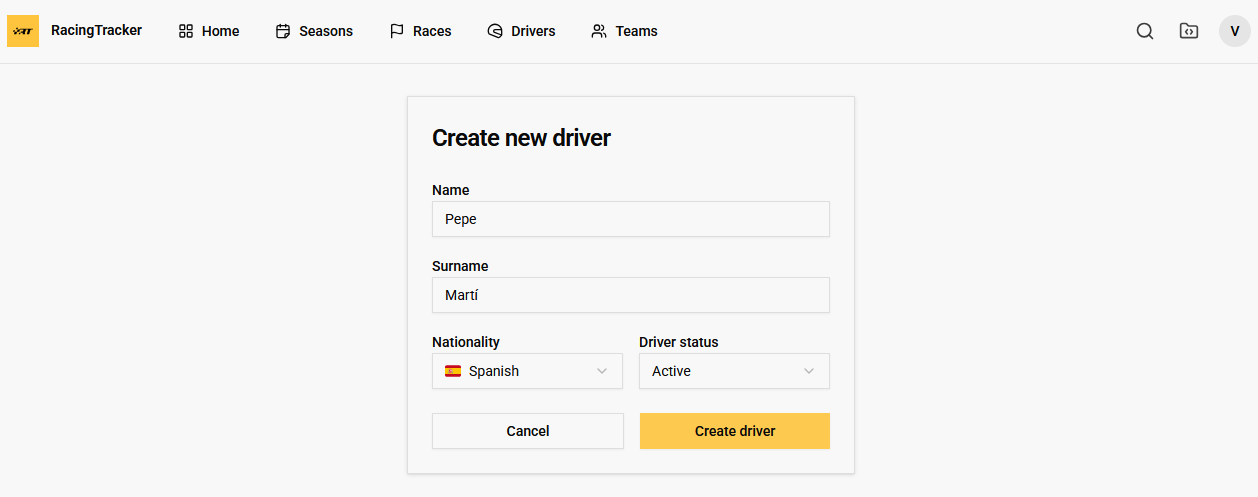 RacingTracker Home Seasons Races Drivers Teams V
Create new driver
Name
Pepe
Surname
Martí
Nationality Driver status
Spanish Active
Cancel Create driver